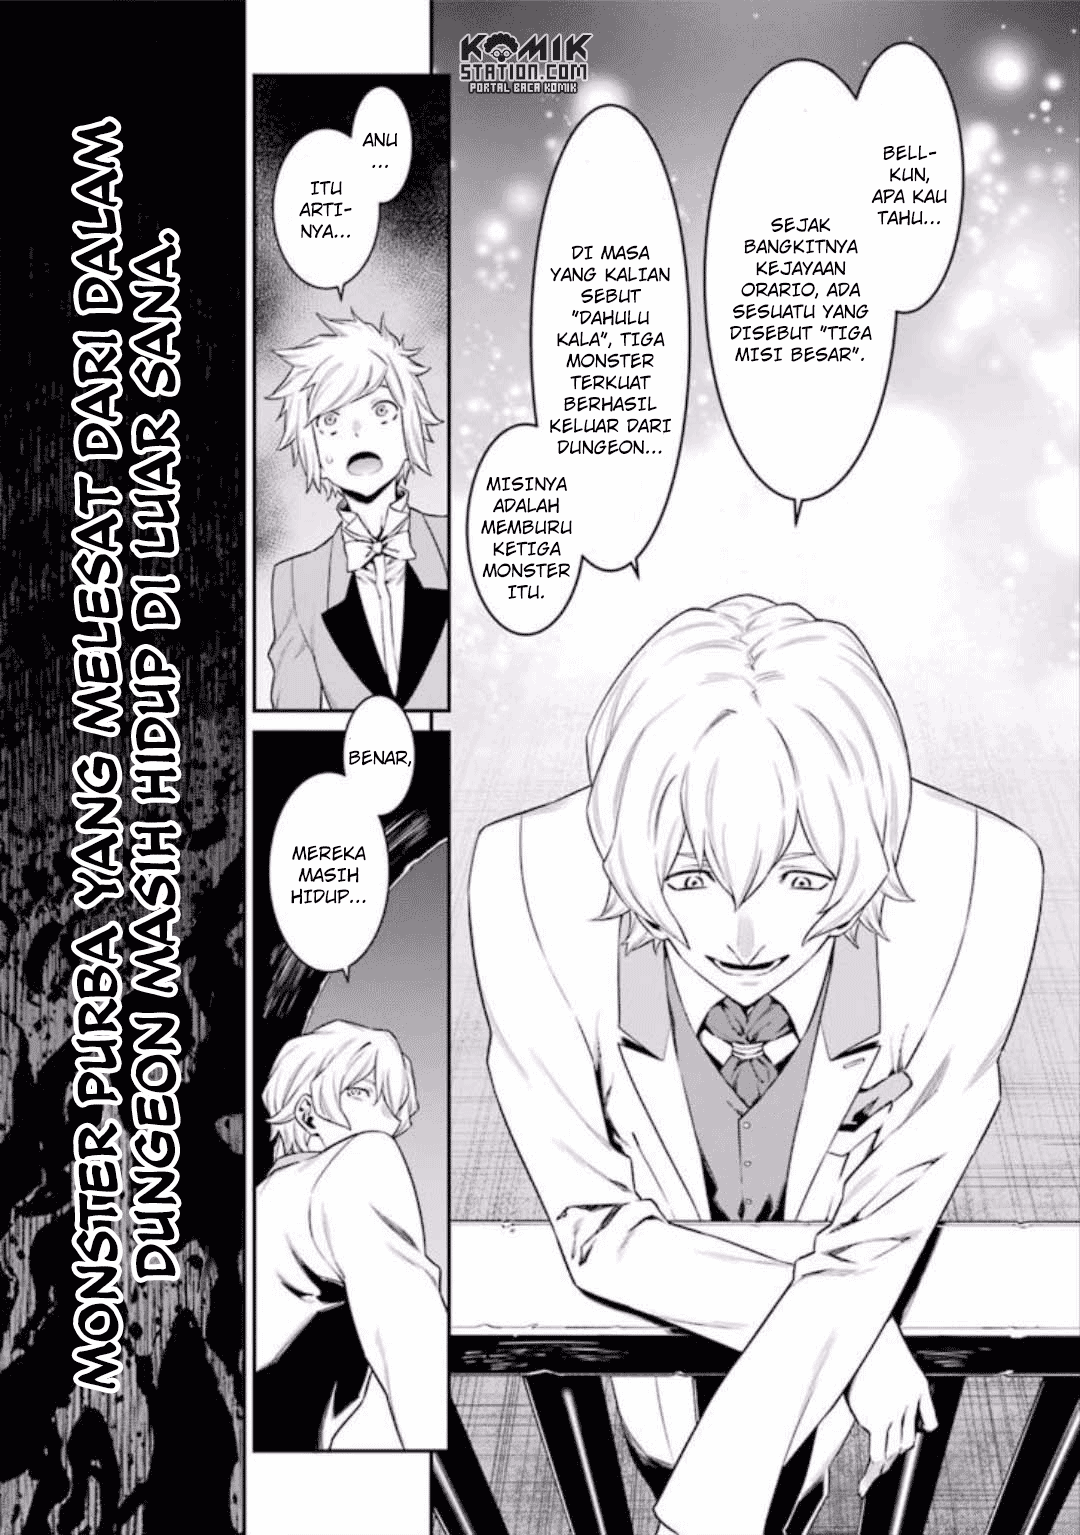 KOMIK
STATION.COM
PORTAL BACA KOMIK
BELL-
KUN,
APA KAU
TAHU...
SEJAK
BANGKITNYA
KEJAYAAN
ORARIO, ADA
SESUATU YANG
DISEBUT "TIGA
MISI BESAR".
DI MASA
YANG KALIAN
SEBUT
"DAHULU
KALA", TIGA
MONSTER
TERKUAT
BERHASIL
KELUAR DARI
DUNGEON...
MISINYA
ADALAH
MEMBURU
KETIGA
MONSTER
ITU.
ANU
...
ITU
ARTI-
NYA...
BENAR,
MEREKA
MASIH
HIDUP...
MONSTER PURBA YANG MELESAT DARI DALAM
DUNGEON MASIH HIDUP DI LUAR SANA.